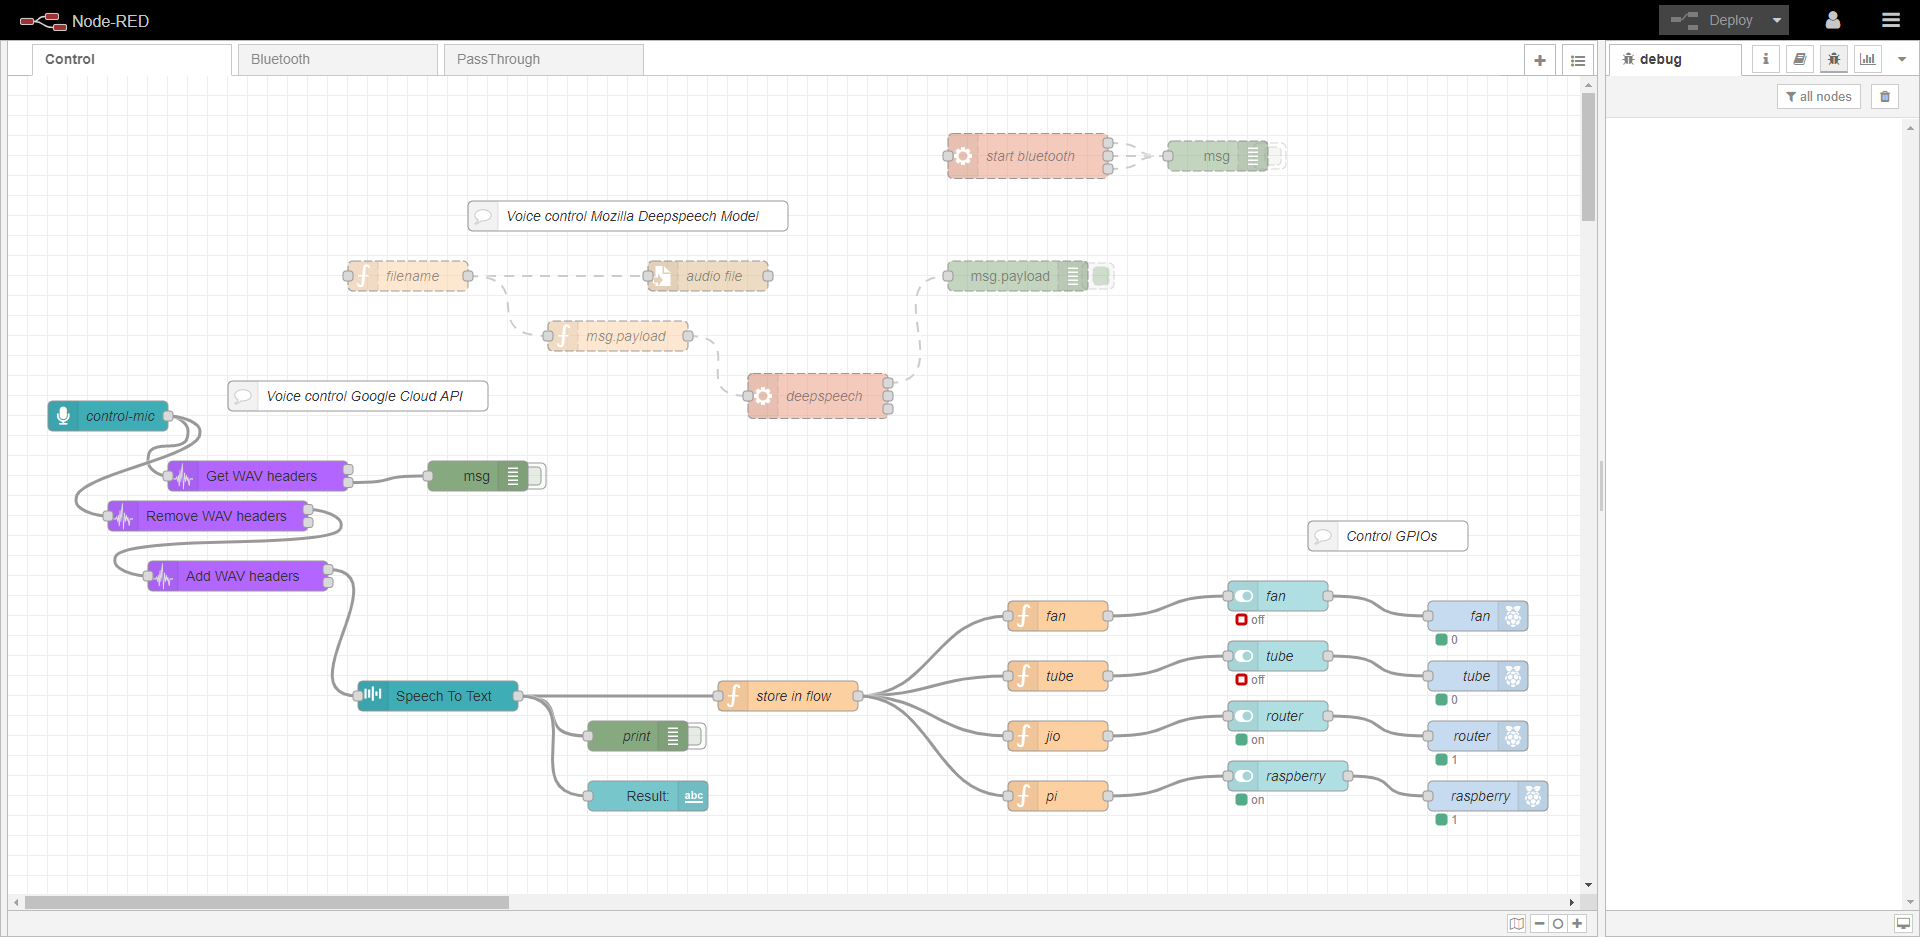 Node-RED
Deploy
Control
Bluetooth
PassThrough
debug
all nodes
start bluetooth
msg
Voice control Mozilla Deepspeech Model
filename
audio file
msg.payload
msg.payload
deepspeech
Voice control Google Cloud API
control-mic
Get WAV headers
msg
Remove WAV headers
Add WAV headers
Control GPIOs
fan
fan
off
fan
0
tube
tube
off
tube
0
Speech To Text
store in flow
print
Result:
abc
jio
router
on
router
1
pi
raspberry
on
raspberry
1